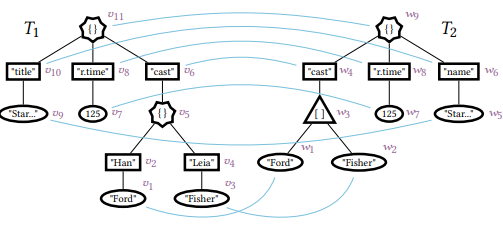 {} v₁₁ {} w₉
T₁ T₂
"title" v₁₀ "r.time" v₈ "cast" v₆ "cast" w₄ "r.time" w₈ "name" w₆
"Star..." v₉ 125 v₇ {} v₅ [ ] w₃ 125 w₇ "Star..." w₅
"Han" v₂ "Leia" v₄ "Ford" w₁ "Fisher" w₂
"Ford" v₁ "Fisher" v₃